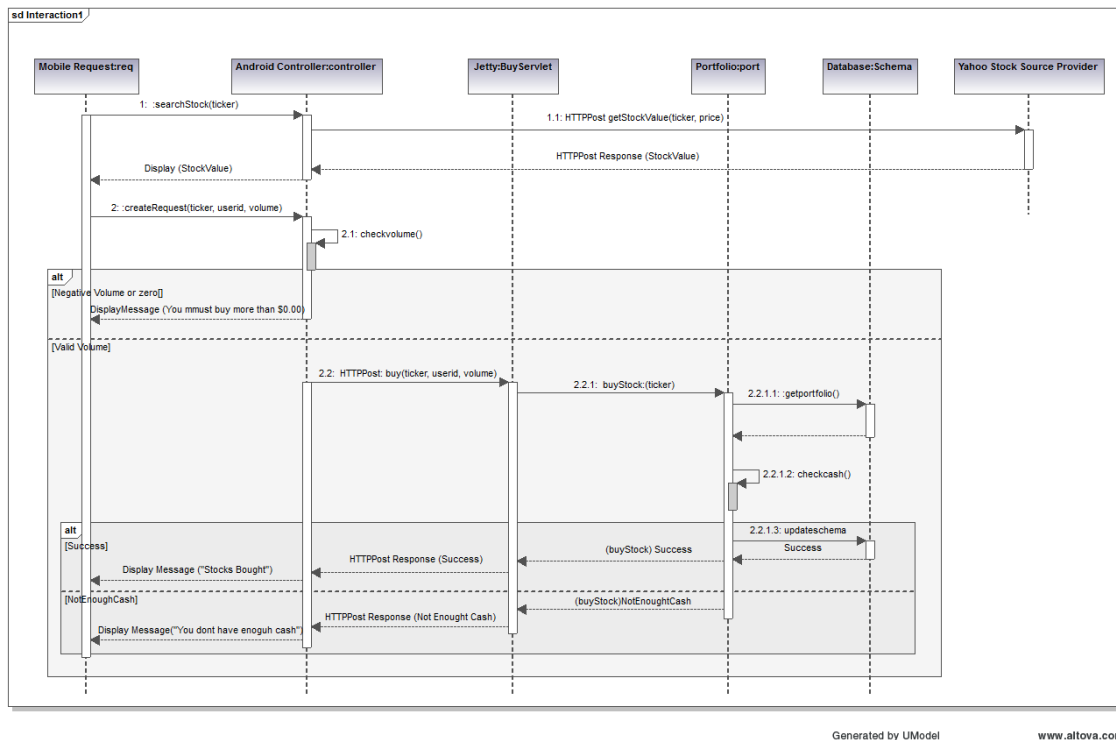 sd Interaction1
Mobile Request:req
Android Controller:controller
Jetty:BuyServlet
Portfolio:port
Database:Schema
Yahoo Stock Source Provider
1: :searchStock(ticker)
1.1: HTTPPost getStockValue(ticker, price)
HTTPPost Response (StockValue)
Display (StockValue)
2: :createRequest(ticker, userid, volume)
2.1: checkvolume()
alt
[Negative Volume or zero[]
DisplayMessage (You mmust buy more than $0.00)
[Valid Volume]
2.2: HTTPPost: buy(ticker, userid, volume)
2.2.1: buyStock:(ticker)
2.2.1.1: :getportfolio()
2.2.1.2: checkcash()
alt
[Success]
2.2.1.3: updateschema
Success
(buyStock) Success
HTTPPost Response (Success)
Display Message ("Stocks Bought")
[NotEnoughCash]
(buyStock)NotEnoughtCash
HTTPPost Response (Not Enought Cash)
Display Message("You dont have enoguh cash")
Generated by UModel
www.altova.con